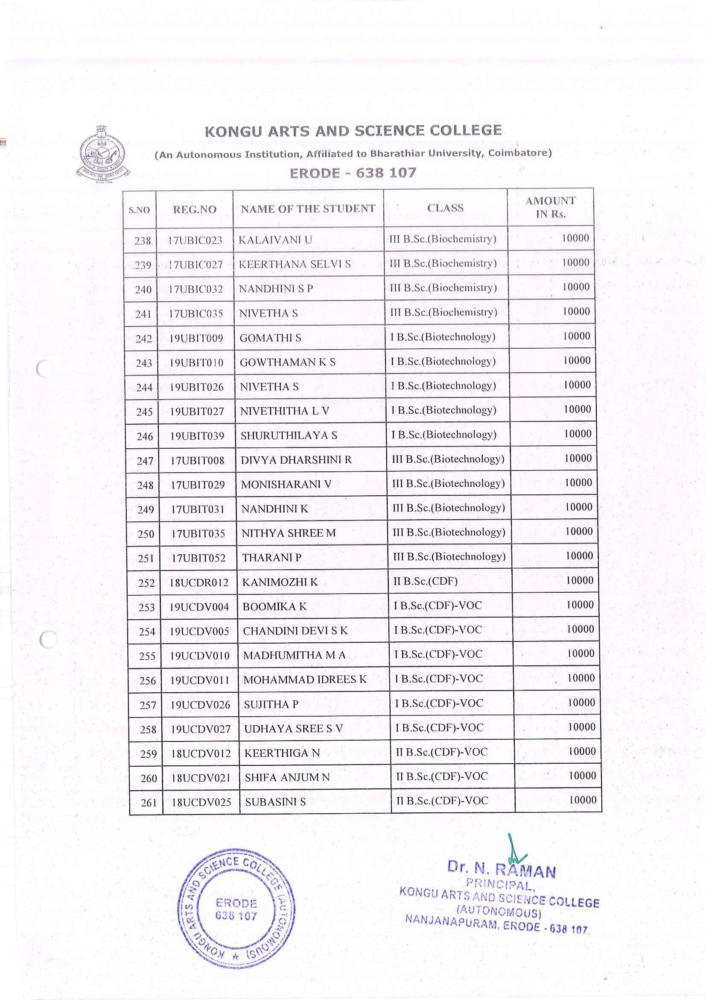 KONGU ARTS AND SCIENCE COLLEGE
(An Autonomous Institution, Affiliated to Bharathiar University, Coimbatore)
ERODE - 638 107
Since 1994
S.NO REG.NO NAME OF THE STUDENT CLASS AMOUNT IN Rs.
238 17UBIC023 KALAIVANI U III B.Sc.(Biochemistry) 10000
239 17UBIC027 KEERTHANA SELVI S III B.Sc.(Biochemistry) 10000
240 17UBIC032 NANDHINI S P III B.Sc.(Biochemistry) 10000
241 17UBIC035 NIVETHA S III B.Sc.(Biochemistry) 10000
242 19UBIT009 GOMATHI S I B.Sc.(Biotechnology) 10000
243 19UBIT010 GOWTHAMAN K S I B.Sc.(Biotechnology) 10000
244 19UBIT026 NIVETHA S I B.Sc.(Biotechnology) 10000
245 19UBIT027 NIVETHITHA L V I B.Sc.(Biotechnology) 10000
246 19UBIT039 SHURUTHILAYA S I B.Sc.(Biotechnology) 10000
247 17UBIT008 DIVYA DHARSHINI R III B.Sc.(Biotechnology) 10000
248 17UBIT029 MONISHARANI V III B.Sc.(Biotechnology) 10000
249 17UBIT031 NANDHINI K III B.Sc.(Biotechnology) 10000
250 17UBIT035 NITHYA SHREE M III B.Sc.(Biotechnology) 10000
251 17UBIT052 THARANI P III B.Sc.(Biotechnology) 10000
252 18UCDR012 KANIMOZHI K II B.Sc.(CDF) 10000
253 19UCDV004 BOOMIKA K I B.Sc.(CDF)-VOC 10000
254 19UCDV005 CHANDINI DEVI S K I B.Sc.(CDF)-VOC 10000
255 19UCDV010 MADHUMITHA M A I B.Sc.(CDF)-VOC 10000
256 19UCDV011 MOHAMMAD IDREES K I B.Sc.(CDF)-VOC 10000
257 19UCDV026 SUJITHA P I B.Sc.(CDF)-VOC 10000
258 19UCDV027 UDHAYA SREE S V I B.Sc.(CDF)-VOC 10000
259 18UCDV012 KEERTHIGA N II B.Sc.(CDF)-VOC 10000
260 18UCDV021 SHIFA ANJUM N II B.Sc.(CDF)-VOC 10000
261 18UCDV025 SUBASINI S II B.Sc.(CDF)-VOC 10000
KONGU ARTS AND SCIENCE COLLEGE (AUTONOMOUS)
ERODE
638 107
Dr. N. RAMAN
PRINCIPAL,
KONGU ARTS AND SCIENCE COLLEGE
(AUTONOMOUS)
NANJANAPURAM, ERODE - 638 107.